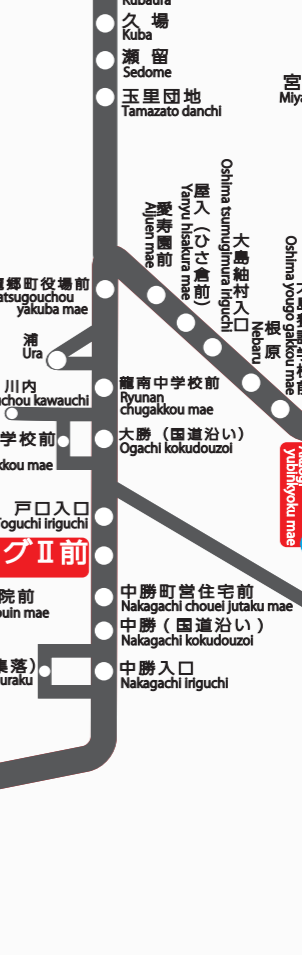 Kubaura
久場
Kuba
瀬留
Sedome
玉里団地
Tamazato danchi
宮
Miya
愛寿園前
Aijuen mae
屋入（ひさ倉前）
Yanyu hisakura mae
大島紬村入口
Oshima tsumugimura iriguchi
根原
Nebaru
Oshima yougo gakkou mae
郷町役場前
atsugouchou
yakuba mae
浦
Ura
川内
chou kawauchi
龍南中学校前
Ryunan
chugakkou mae
学校前
kkou mae
大勝（国道沿い）
Ogachi kokudouzoi
yubinkyoku mae
戸口入口
Toguchi iriguchi
グⅡ前
院前
ouin mae
中勝町営住宅前
Nakagachi chouei jutaku mae
中勝（国道沿い）
Nakagachi kokudouzoi
集落）
uraku
中勝入口
Nakagachi iriguchi